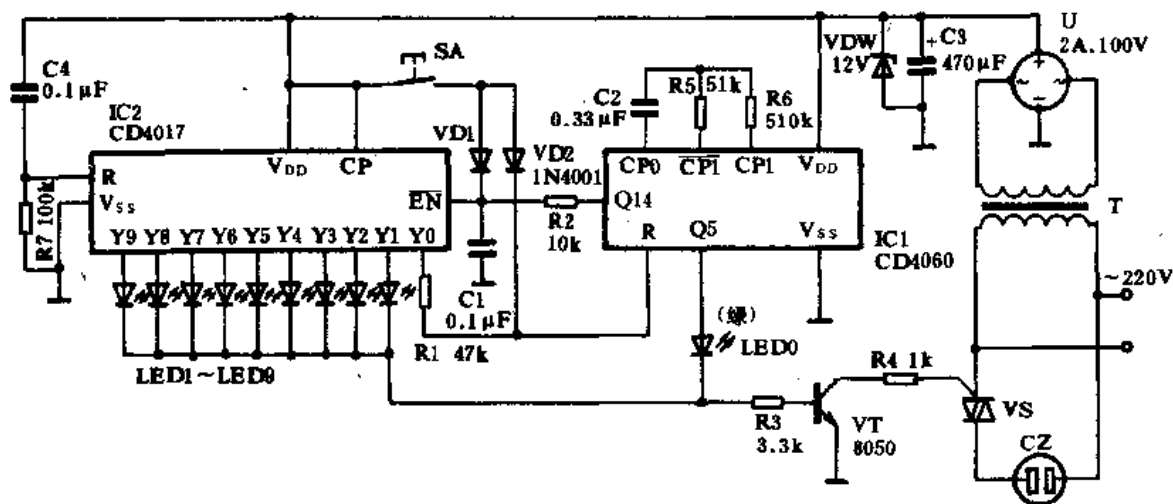 U
2A.100V
VDW
12V
+C3
470μF
SA
C4
0.1μF
IC2
CD4017
C2
0.33μF
R5 51k
R6
510k
VD1
VD2
1N4001
VDD CP
CP0 CP1 CP1 VDD
R
VSS
EN
R2
10k
Q14
R Q5 VSS
IC1
CD4060
T
R7 100k
Y9 Y8 Y7 Y6 Y5 Y4 Y3 Y2 Y1 Y0
C1
0.1μF
R1 47k
LED1~LED9
(绿)
LED0
~220V
R3
3.3k
VT
8050
R4 1k
VS
CZ